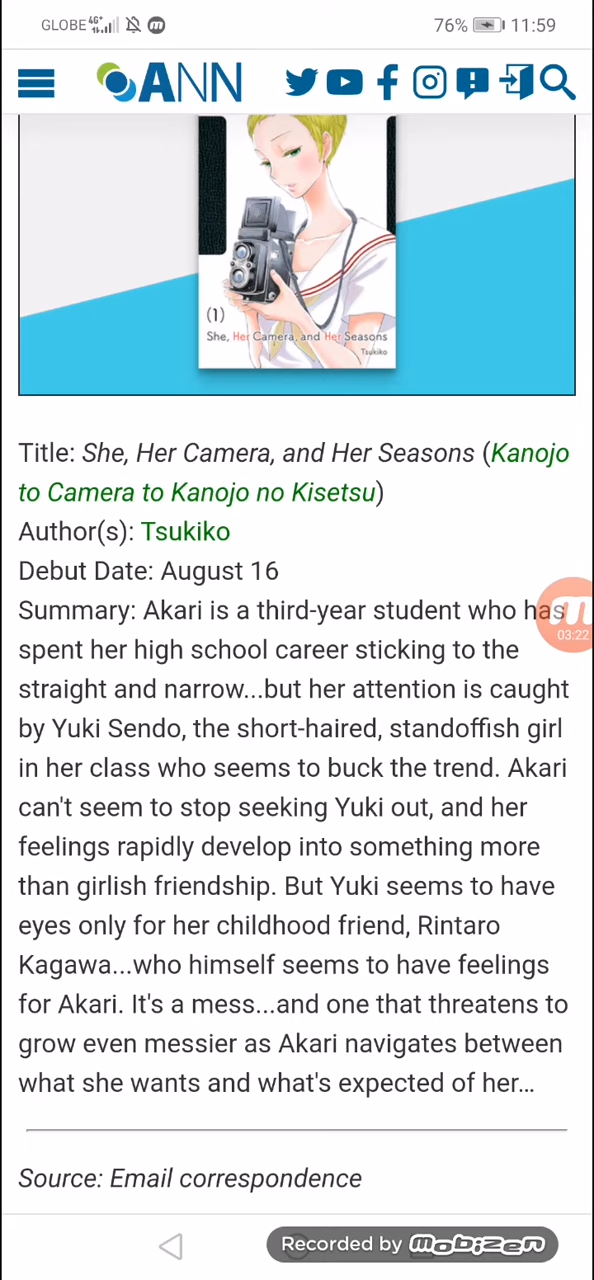 GLOBE 4G+ 76% 11:59
ANN
(1)
She, Her Camera, and Her Seasons
Tsukiko
Title: She, Her Camera, and Her Seasons (Kanojo
to Camera to Kanojo no Kisetsu)
Author(s): Tsukiko
Debut Date: August 16
Summary: Akari is a third-year student who has
03:22
spent her high school career sticking to the
straight and narrow...but her attention is caught
by Yuki Sendo, the short-haired, standoffish girl
in her class who seems to buck the trend. Akari
can't seem to stop seeking Yuki out, and her
feelings rapidly develop into something more
than girlish friendship. But Yuki seems to have
eyes only for her childhood friend, Rintaro
Kagawa...who himself seems to have feelings
for Akari. It's a mess...and one that threatens to
grow even messier as Akari navigates between
what she wants and what's expected of her...
Source: Email correspondence
Recorded by mobizen